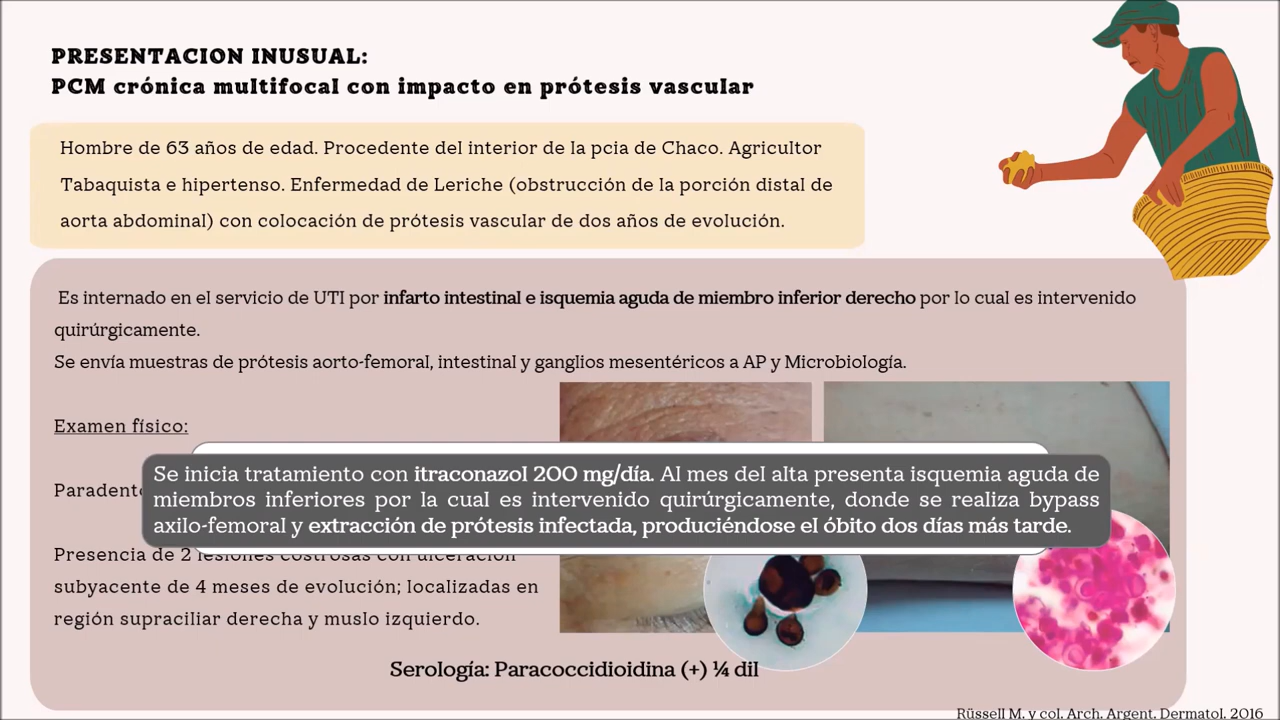 PRESENTACION INUSUAL:
PCM crónica multifocal con impacto en prótesis vascular
Hombre de 63 años de edad. Procedente del interior de la pcia de Chaco. Agricultor
Tabaquista e hipertenso. Enfermedad de Leriche (obstrucción de la porción distal de
aorta abdominal) con colocación de prótesis vascular de dos años de evolución.
Es internado en el servicio de UTI por infarto intestinal e isquemia aguda de miembro inferior derecho por lo cual es intervenido
quirúrgicamente.
Se envía muestras de prótesis aorto-femoral, intestinal y ganglios mesentéricos a AP y Microbiología.
Examen físico:
Se inicia tratamiento con itraconazol 200 mg/día. Al mes del alta presenta isquemia aguda de
miembros inferiores por la cual es intervenido quirúrgicamente, donde se realiza bypass
axilo-femoral y extracción de prótesis infectada, produciéndose el óbito dos días más tarde.
Presencia de 2 lesiones costrosas con ulceración
subyacente de 4 meses de evolución; localizadas en
región supraciliar derecha y muslo izquierdo.
Serología: Paracoccidioidina (+) ¼ dil
Rüssell M. y col. Arch. Argent. Dermatol. 2016